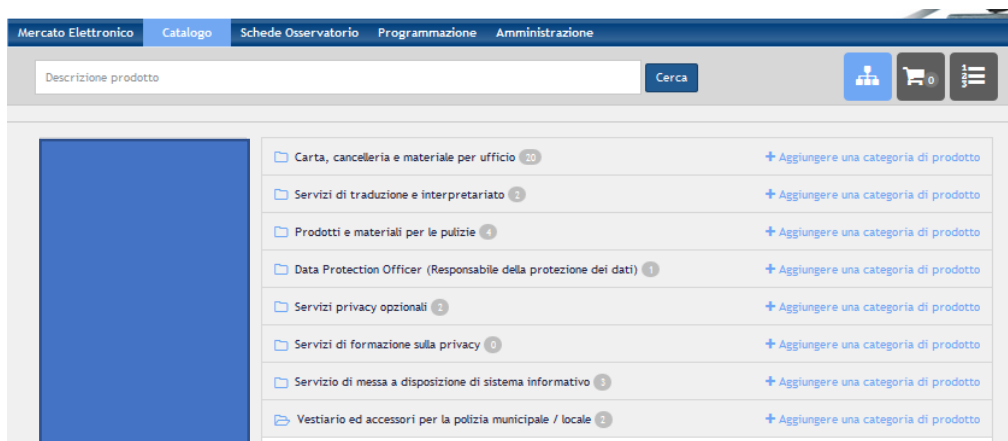 Mercato Elettronico Catalogo Schede Osservatorio Programmazione Amministrazione
Descrizione prodotto Cerca 0 1 2 3
Carta, cancelleria e materiale per ufficio 20 + Aggiungere una categoria di prodotto
Servizi di traduzione e interpretariato 2 + Aggiungere una categoria di prodotto
Prodotti e materiali per le pulizie 4 + Aggiungere una categoria di prodotto
Data Protection Officer (Responsabile della protezione dei dati) 1 + Aggiungere una categoria di prodotto
Servizi privacy opzionali 2 + Aggiungere una categoria di prodotto
Servizi di formazione sulla privacy 0 + Aggiungere una categoria di prodotto
Servizio di messa a disposizione di sistema informativo 3 + Aggiungere una categoria di prodotto
Vestiario ed accessori per la polizia municipale / locale 2 + Aggiungere una categoria di prodotto